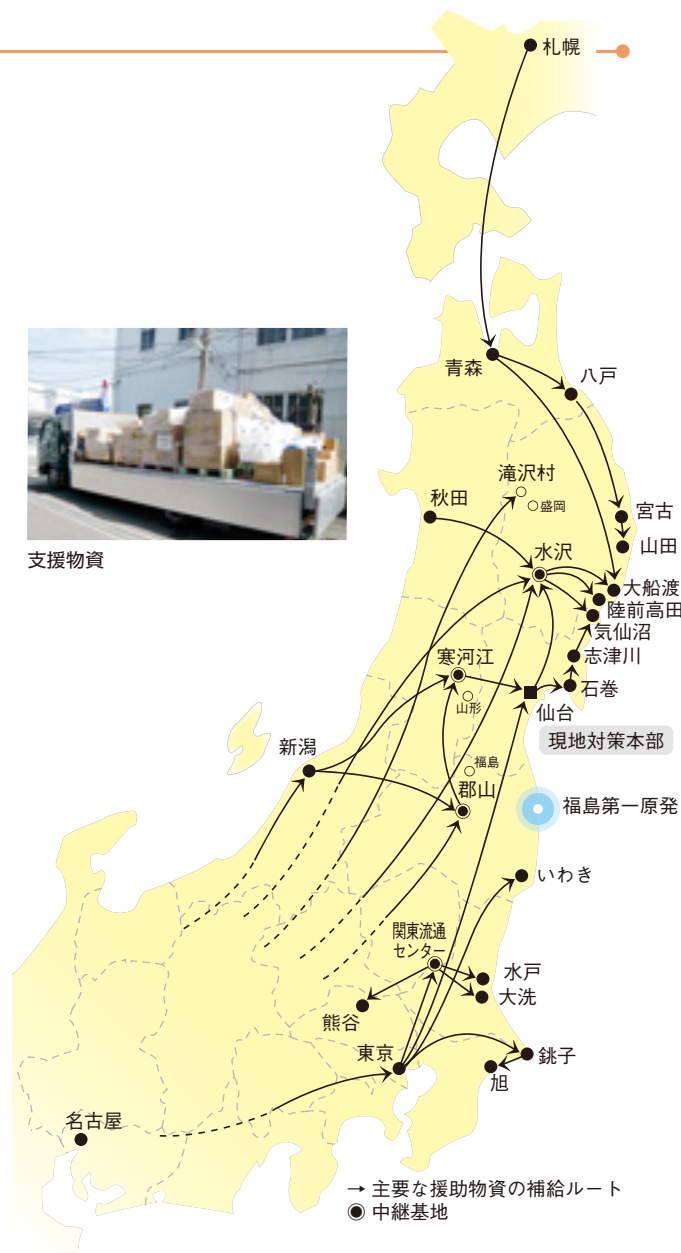 札幌
青森
八戸
滝沢村
盛岡
秋田
宮古
山田
水沢
大船渡
陸前高田
気仙沼
支援物資
寒河江
志津川
山形
石巻
仙台
現地対策本部
新潟
福島
郡山
福島第一原発
いわき
関東流通
センター
水戸
大洗
熊谷
東京
銚子
旭
名古屋
→ 主要な援助物資の補給ルート
◉ 中継基地